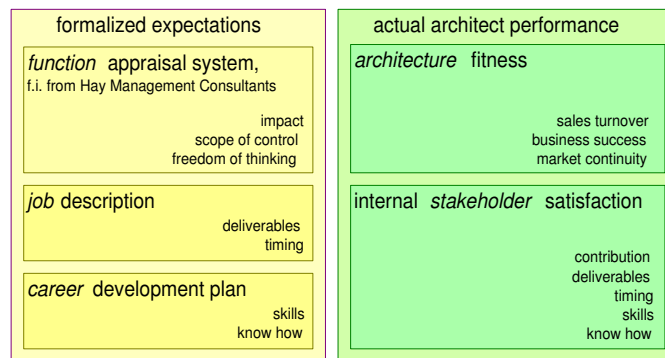 formalized expectations
function appraisal system,
f.i. from Hay Management Consultants
impact
scope of control
freedom of thinking
job description
deliverables
timing
career development plan
skills
know how
actual architect performance
architecture fitness
sales turnover
business success
market continuity
internal stakeholder satisfaction
contribution
deliverables
timing
skills
know how